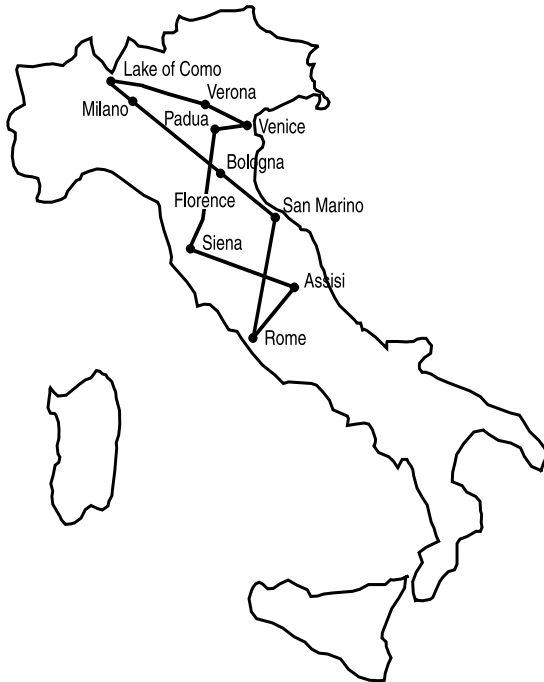 Lake of Como
Verona
Milano
Padua
Venice
Bologna
Florence
San Marino
Siena
Assisi
Rome